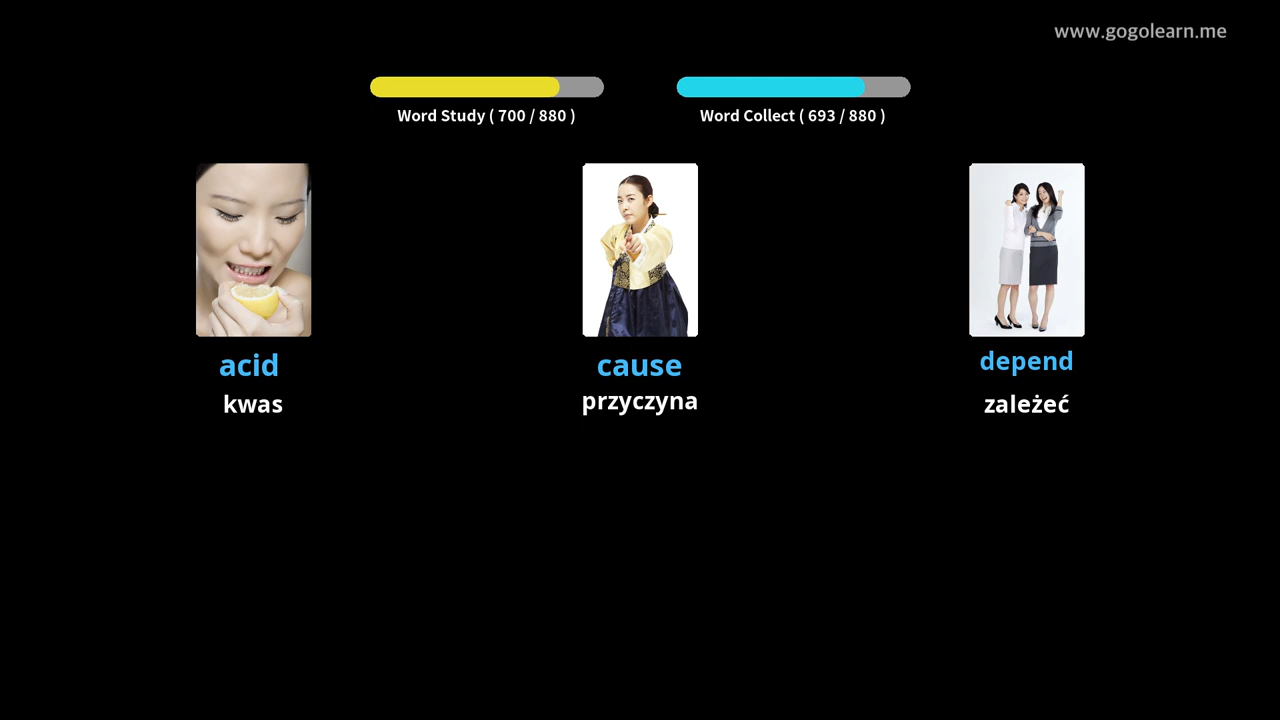 www.gogolearn.me
Word Study ( 700 / 880 )
Word Collect ( 693 / 880 )
acid
cause
depend
kwas
przyczyna
zależeć